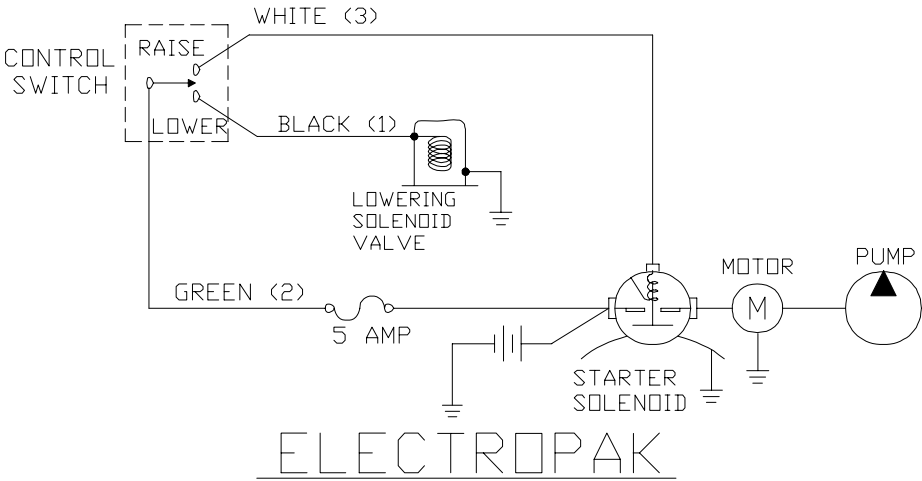 WHITE (3)
CONTROL
SWITCH
RAISE
LOWER
BLACK (1)
LOWERING
SOLENOID
VALVE
GREEN (2)
5 AMP
MOTOR
M
PUMP
STARTER
SOLENOID
ELECTROPAK